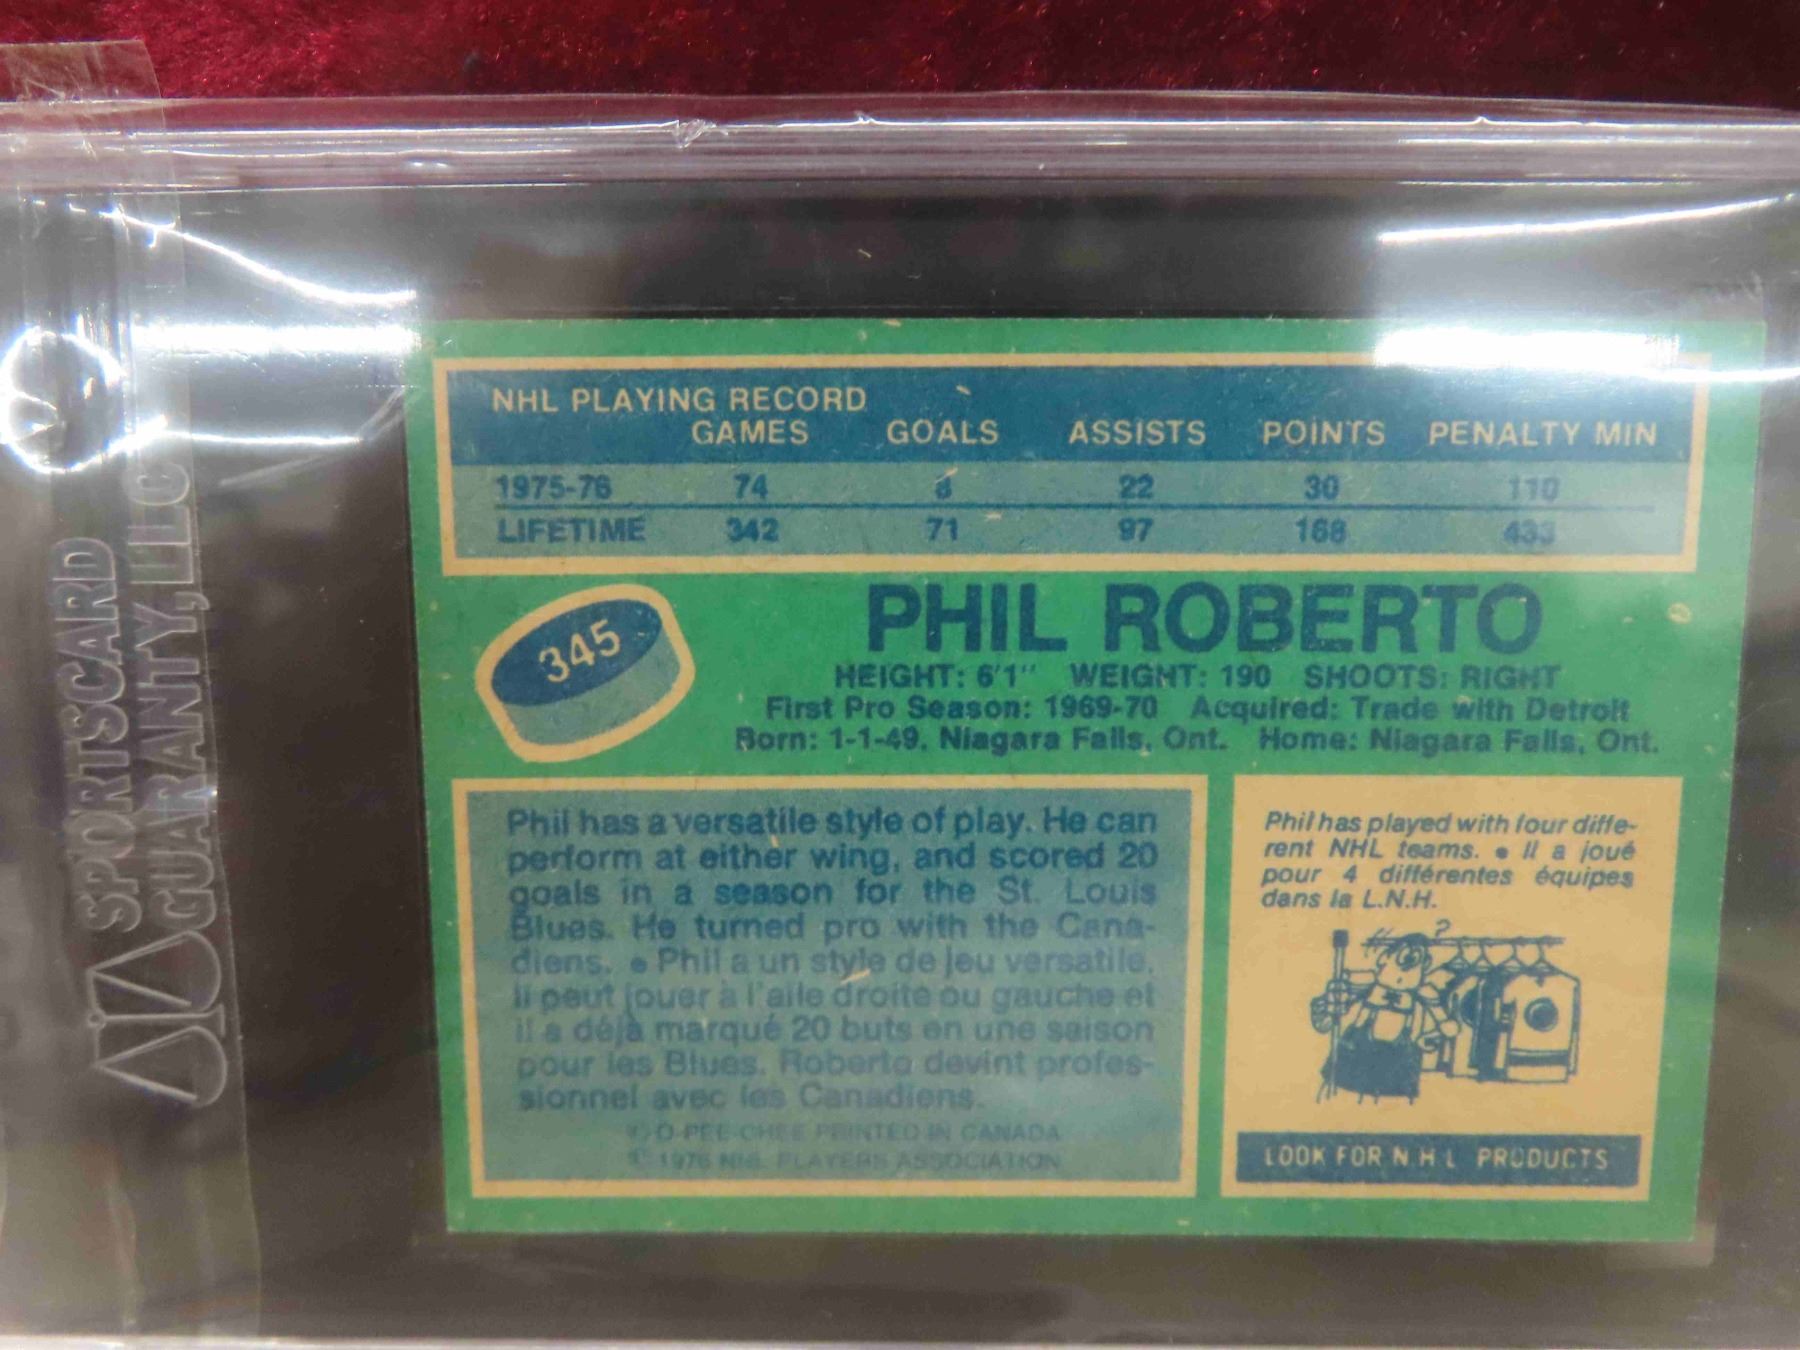 SPORTSCARD
GUARANTY, LLC
NHL PLAYING RECORD
GAMES GOALS ASSISTS POINTS PENALTY MIN
1975-76 74 8 22 30 110
LIFETIME 342 71 97 168 433
345
PHIL ROBERTO
HEIGHT: 6'1" WEIGHT: 190 SHOOTS: RIGHT
First Pro Season: 1969-70 Acquired: Trade with Detroit
Born: 1-1-49, Niagara Falls, Ont. Home: Niagara Falls, Ont.
Phil has a versatile style of play. He can
perform at either wing, and scored 20
goals in a season for the St. Louis
Blues. He turned pro with the Cana-
diens. • Phil a un style de jeu versatile.
Il peut jouer à l'aile droite ou gauche et
il a déjà marqué 20 buts en une saison
pour les Blues. Roberto devint profes-
sionnel avec les Canadiens.
© O-PEE-CHEE PRINTED IN CANADA
© 1976 NHL PLAYERS ASSOCIATION
Phil has played with four diffe-
rent NHL teams. • Il a joué
pour 4 différentes équipes
dans la L.N.H.
?
LOOK FOR N.H.L PRODUCTS